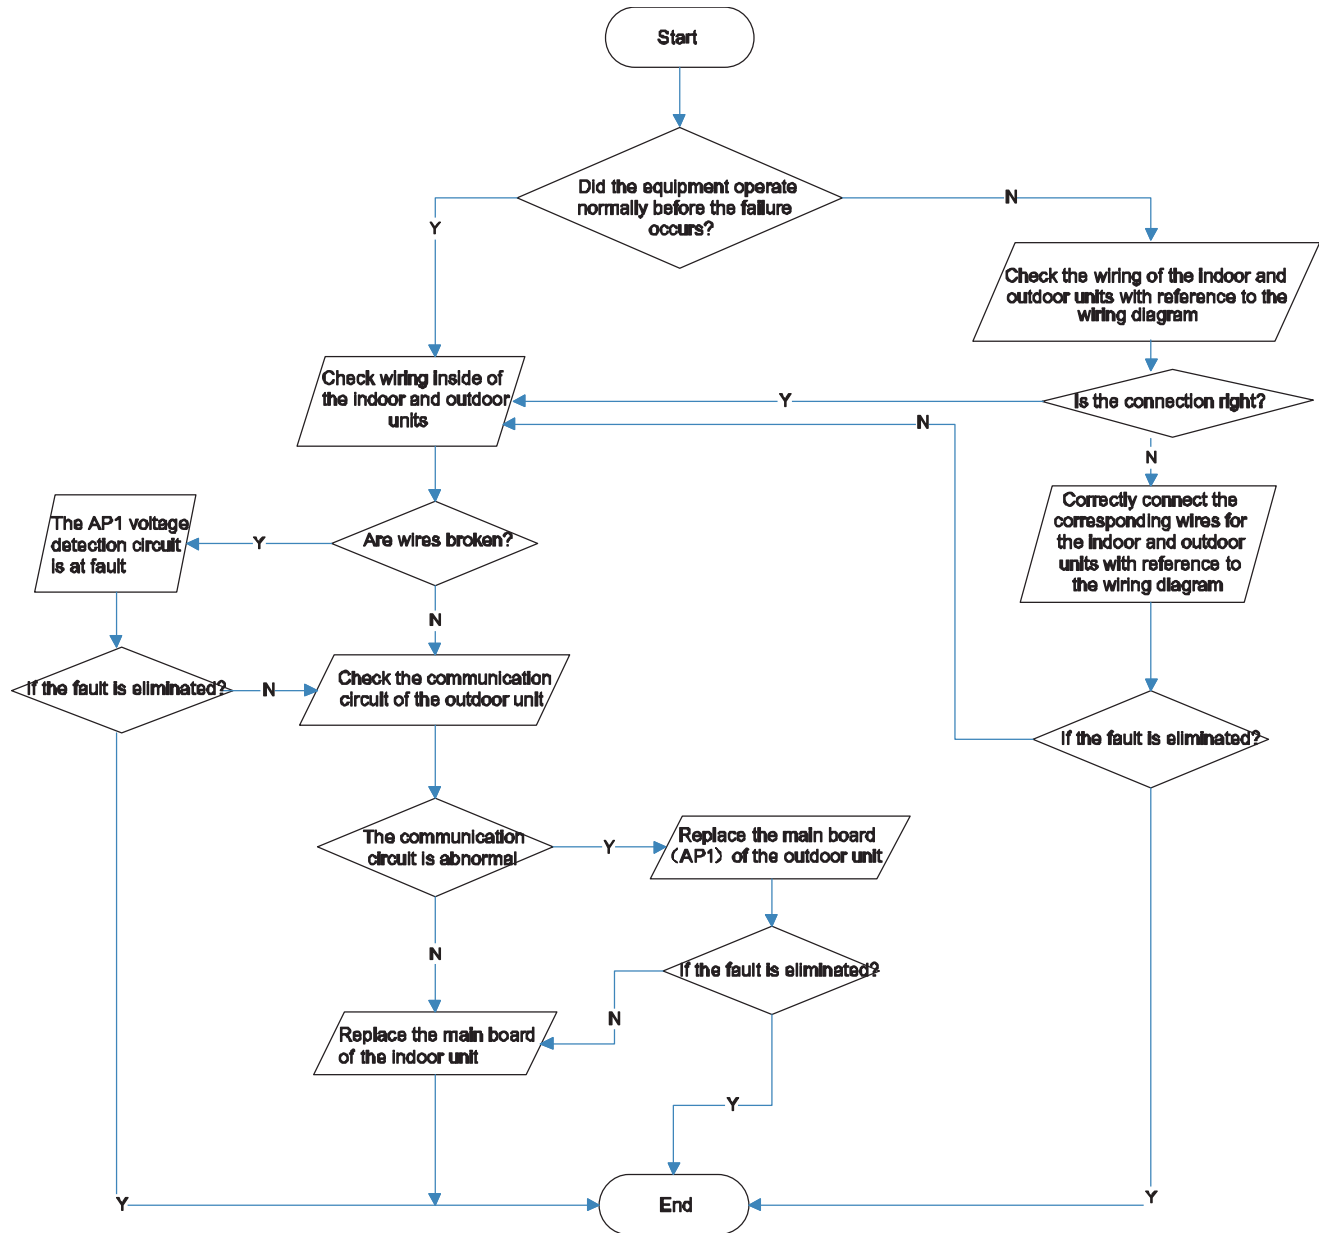 Start
Did the equipment operate
normally before the failure
occurs?
Y
N
Check the wiring of the indoor and
outdoor units with reference to the
wiring diagram
Check wiring inside of
the indoor and outdoor
units
Y
Is the connection right?
N
N
Correctly connect the
corresponding wires for
the indoor and outdoor
units with reference to
the wiring diagram
The AP1 voltage
detection circuit
is at fault
Y
Are wires broken?
N
If the fault is eliminated?
N
Check the communication
circuit of the outdoor unit
If the fault is eliminated?
The communication
circuit is abnormal
Y
Replace the main board
（AP1） of the outdoor unit
N
If the fault is eliminated?
N
Replace the main board
of the indoor unit
Y
Y
End
Y